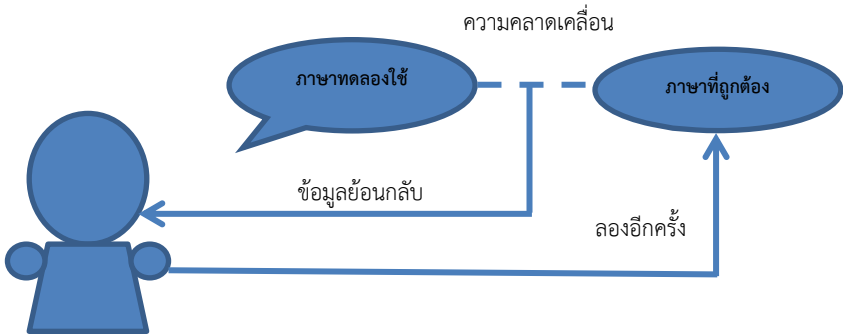 ความคลาดเคลื่อน
ภาษาทดลองใช้
ภาษาที่ถูกต้อง
ข้อมูลย้อนกลับ
ลองอีกครั้ง